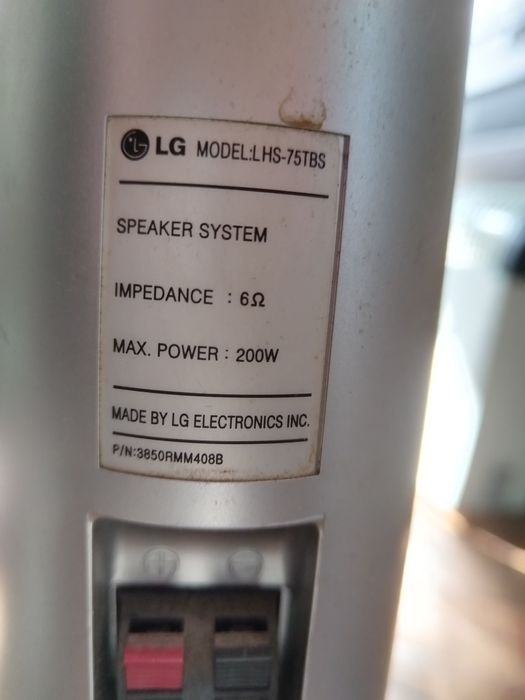 LG MODEL:LHS-75TBS
SPEAKER SYSTEM
IMPEDANCE : 6Ω
MAX. POWER : 200W
MADE BY LG ELECTRONICS INC.
P/N:3850RMM408B